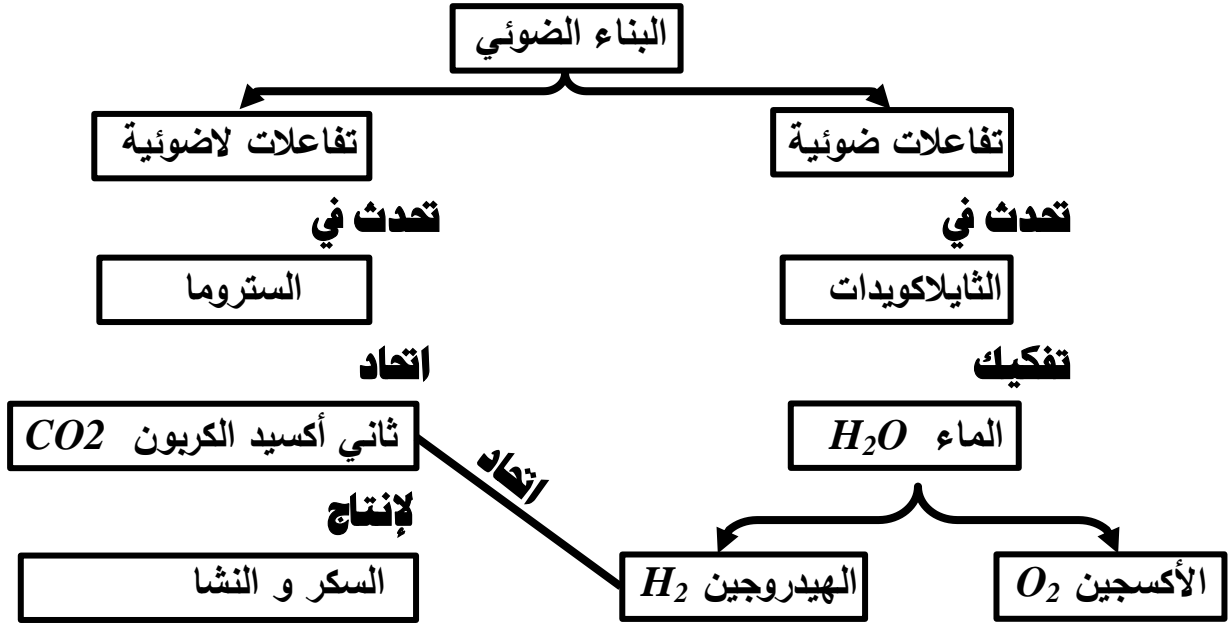 البناء الضوئي
تفاعلات ضوئية
تفاعلات لاضوئية
تحدث في
تحدث في
الثايلاكويدات
الستروما
تفكيك
اتحاد
الماء H₂O
ثاني أكسيد الكربون CO2
اتحاد
لإنتاج
الأكسجين O₂
الهيدروجين H₂
السكر و النشا